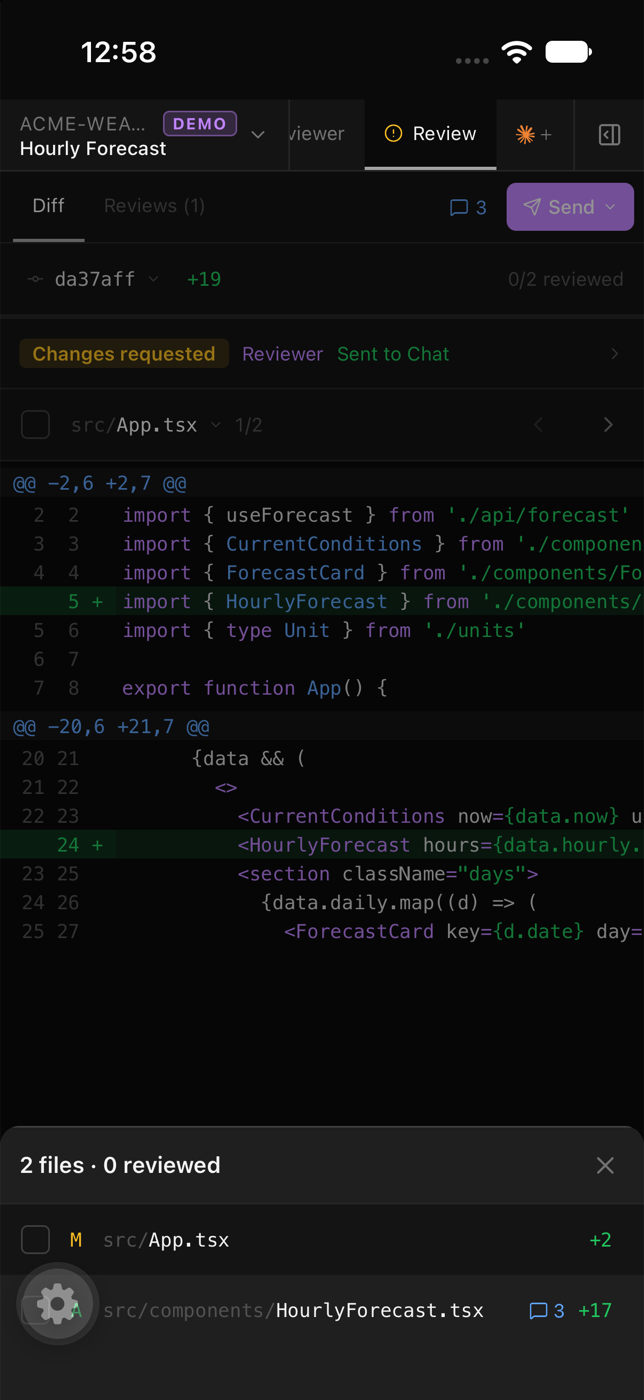 12:58
ACME-WEA... DEMO
Hourly Forecast
viewer
Review
+
Diff
Reviews (1)
3
Send
da37aff
+19
0/2 reviewed
Changes requested Reviewer Sent to Chat
src/App.tsx 1/2
@@ -2,6 +2,7 @@
2 2 import { useForecast } from './api/forecast'
3 3 import { CurrentConditions } from './componen
4 4 import { ForecastCard } from './components/Fo
5 + import { HourlyForecast } from './components/
5 6 import { type Unit } from './units'
6 7
7 8 export function App() {
@@ -20,6 +21,7 @@
20 21 {data && (
21 22 <>
22 23 <CurrentConditions now={data.now} u
24 + <HourlyForecast hours={data.hourly.
23 25 <section className="days">
24 26 {data.daily.map((d) => (
25 27 <ForecastCard key={d.date} day=
2 files · 0 reviewed
M src/App.tsx +2
A src/components/HourlyForecast.tsx 3 +17